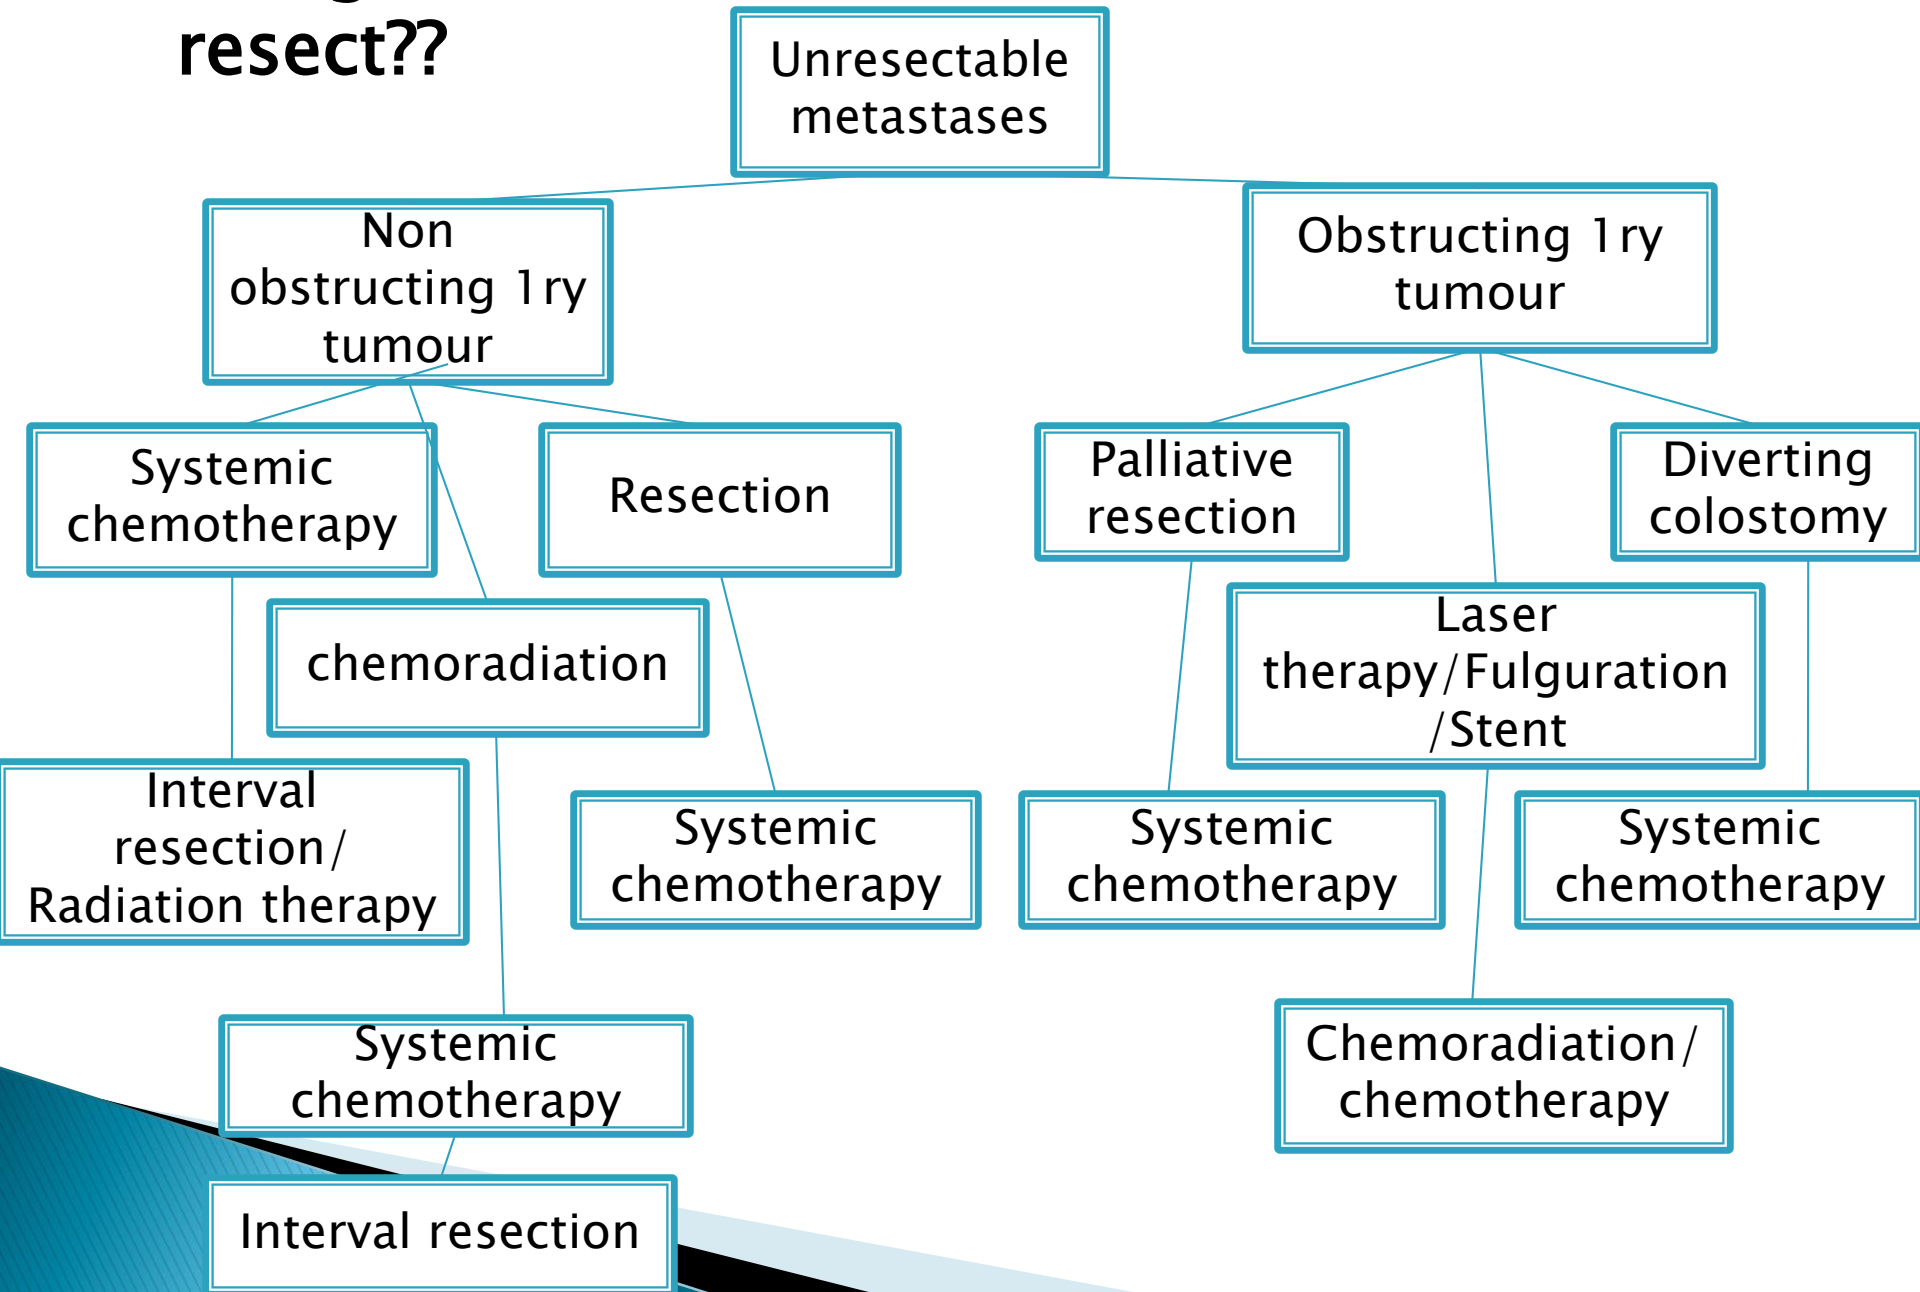 resect??
Unresectable
metastases
Non
obstructing 1ry
tumour
Obstructing 1ry
tumour
Systemic
chemotherapy
Resection
Palliative
resection
Diverting
colostomy
chemoradiation
Laser
therapy/Fulguration
/Stent
Interval
resection/
Radiation therapy
Systemic
chemotherapy
Systemic
chemotherapy
Systemic
chemotherapy
Systemic
chemotherapy
Chemoradiation/
chemotherapy
Interval resection